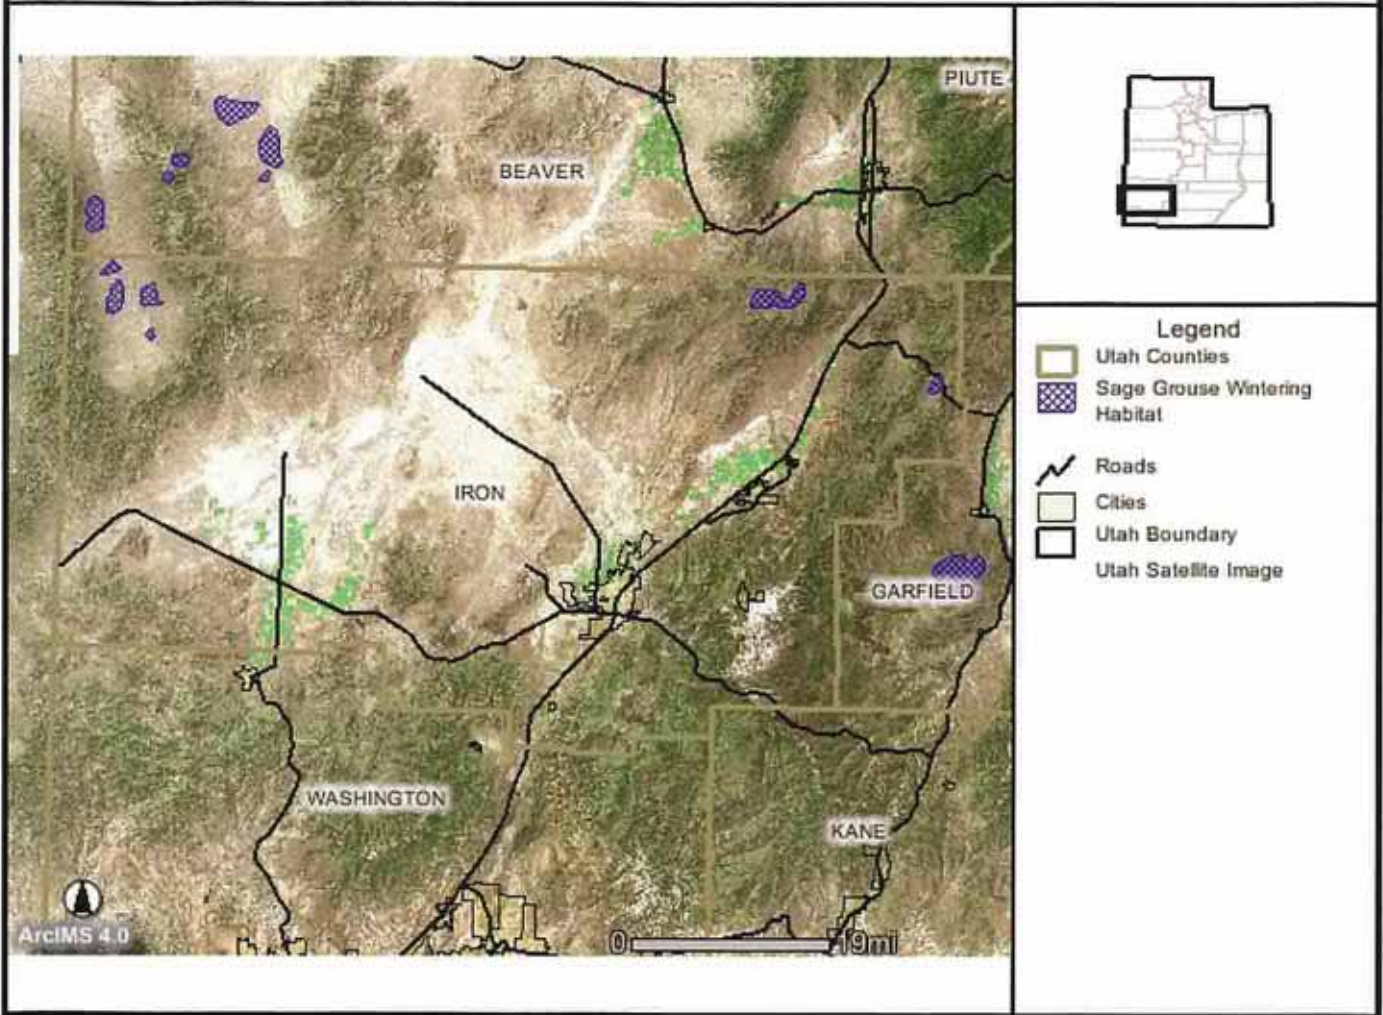 PIUTE
BEAVER
IRON
GARFIELD
WASHINGTON
KANE
ArcIMS 4.0
0 19mi
Legend
Utah Counties
Sage Grouse Wintering
Habitat
Roads
Cities
Utah Boundary
Utah Satellite Image